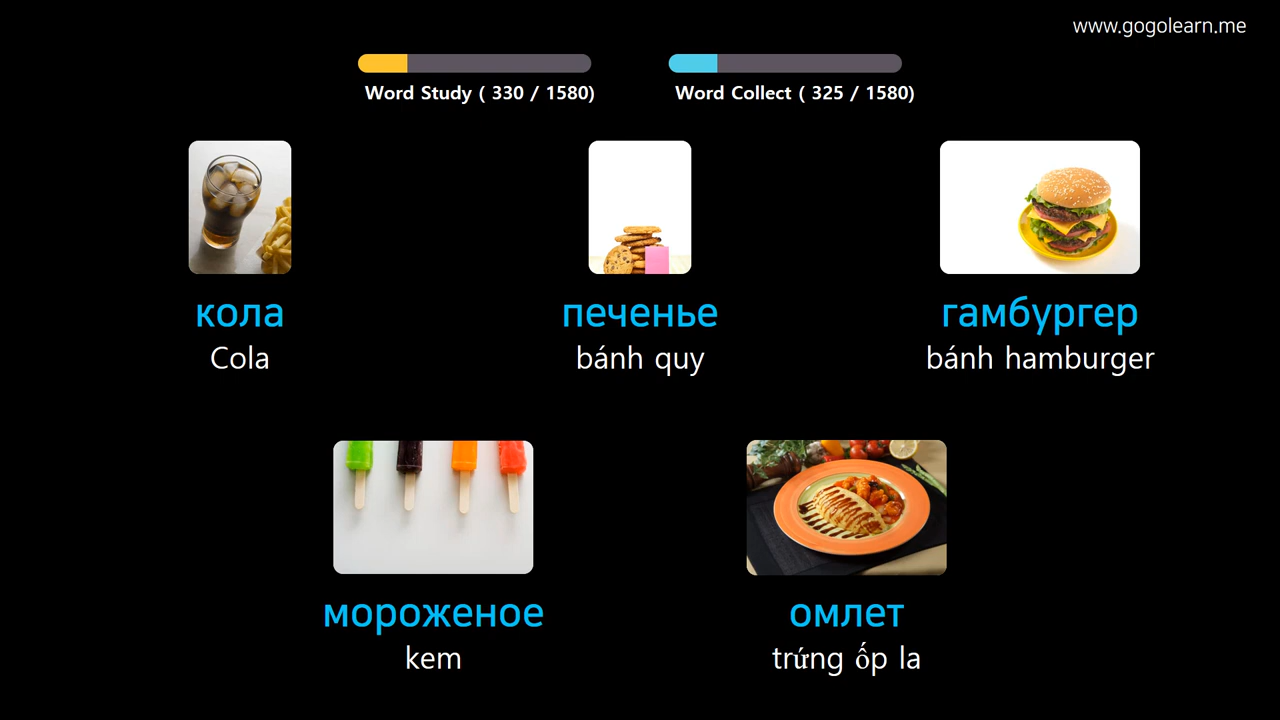 www.gogolearn.me
Word Study ( 330 / 1580)
Word Collect ( 325 / 1580)
кола
Cola
печенье
bánh quy
гамбургер
bánh hamburger
мороженое
kem
омлет
trứng ốp la